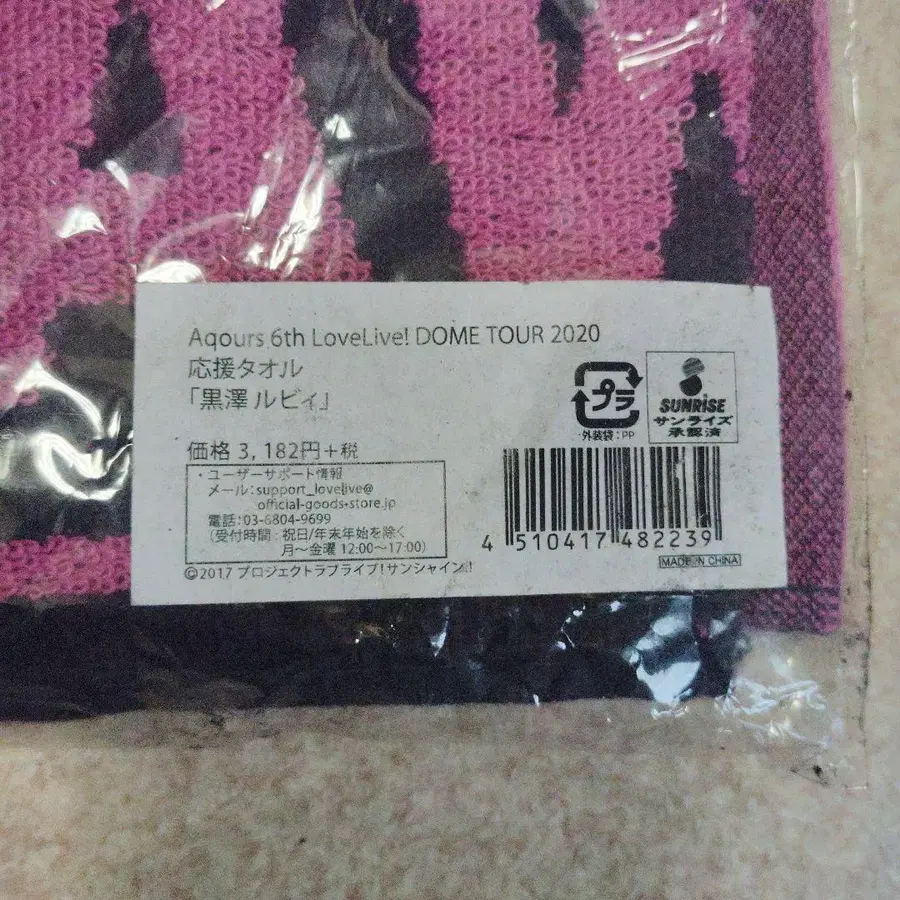 Aqours 6th LoveLive! DOME TOUR 2020
応援タオル
「黒澤 ルビィ」
価格 3,182円+税
・ユーザーサポート情報
メール:support_lovelive@
official-goods-store.jp
電話:03-6804-9699
(受付時間:祝日/年末年始を除く
月〜金曜 12:00〜17:00)
©2017 プロジェクトラブライブ!サンシャイン!!
プラ
外装袋:PP
SUNRISE
サンライズ
承認済
4 510417 482239
MADE IN CHINA